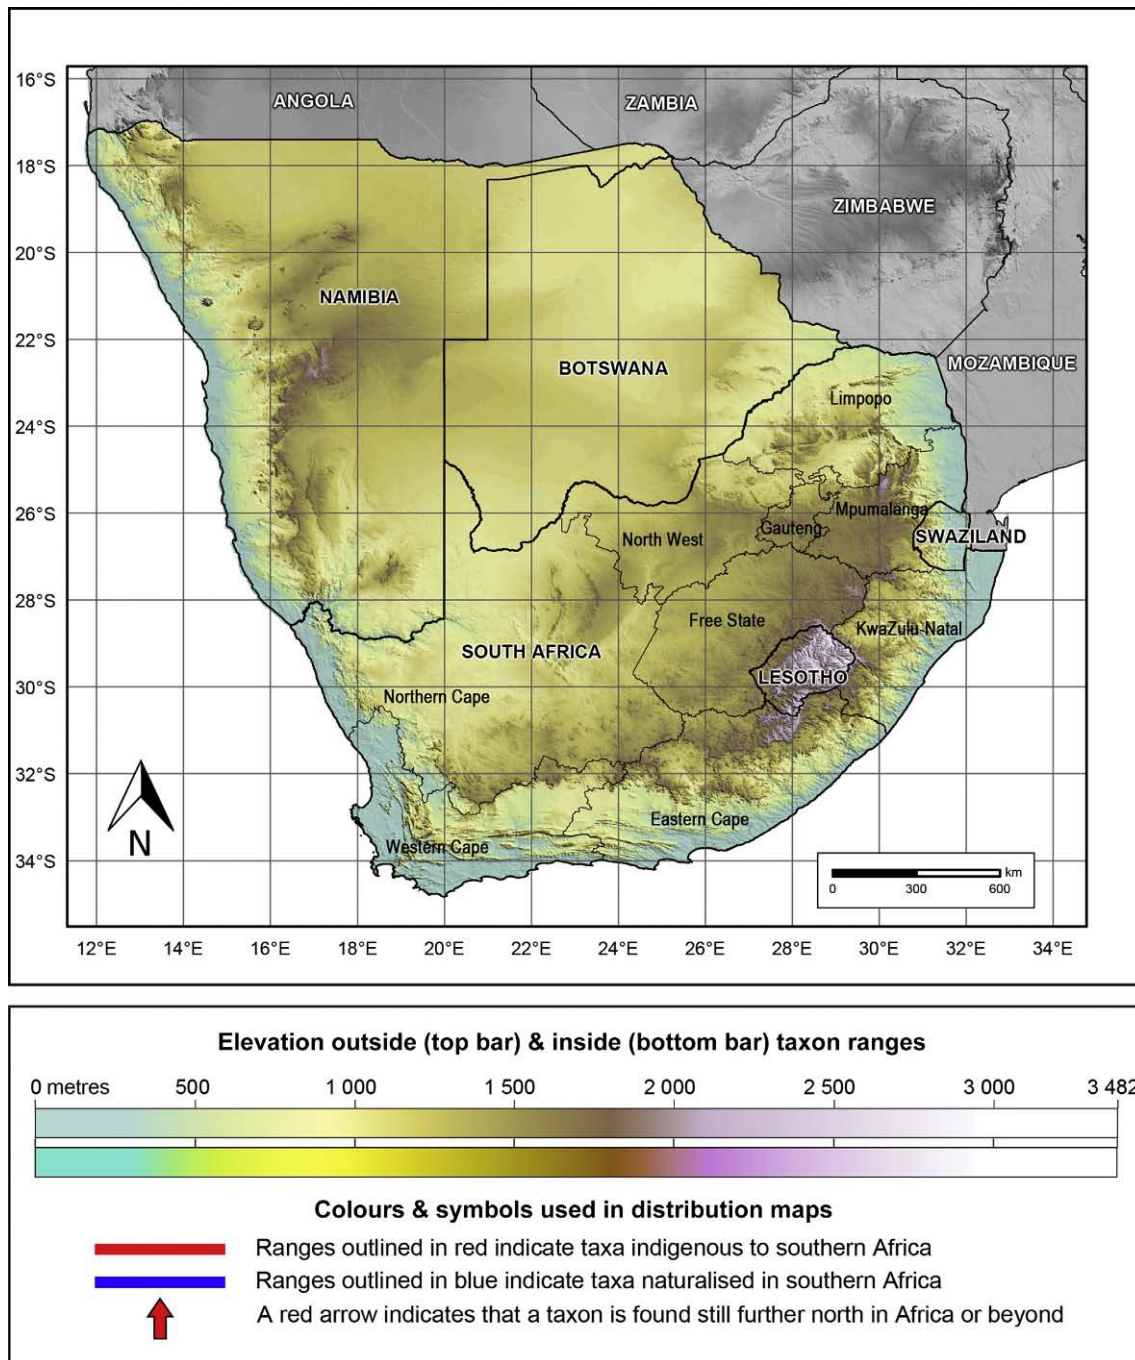 16°S
ANGOLA
ZAMBIA
18°S
ZIMBABWE
20°S
NAMIBIA
22°S
BOTSWANA
MOZAMBIQUE
Limpopo
24°S
Mpumalanga
26°S
North West
Gauteng
SWAZILAND
28°S
Free State
KwaZulu-Natal
SOUTH AFRICA
LESOTHO
30°S
Northern Cape
32°S
Eastern Cape
N
Western Cape
34°S
km
0 300 600
12°E 14°E 16°E 18°E 20°E 22°E 24°E 26°E 28°E 30°E 32°E 34°E
Elevation outside (top bar) & inside (bottom bar) taxon ranges
0 metres 500 1 000 1 500 2 000 2 500 3 000 3 482
Colours & symbols used in distribution maps
Ranges outlined in red indicate taxa indigenous to southern Africa
Ranges outlined in blue indicate taxa naturalised in southern Africa
A red arrow indicates that a taxon is found still further north in Africa or beyond